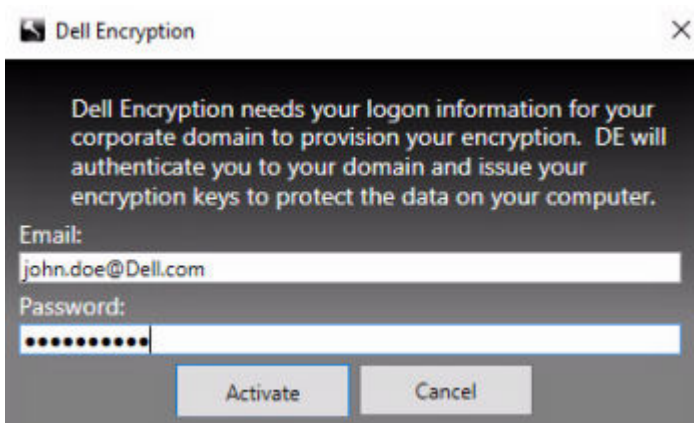 Dell Encryption
Dell Encryption needs your logon information for your
corporate domain to provision your encryption.  DE will
authenticate you to your domain and issue your
encryption keys to protect the data on your computer.
Email:
john.doe@Dell.com
Password:
●●●●●●●●●●
Activate Cancel